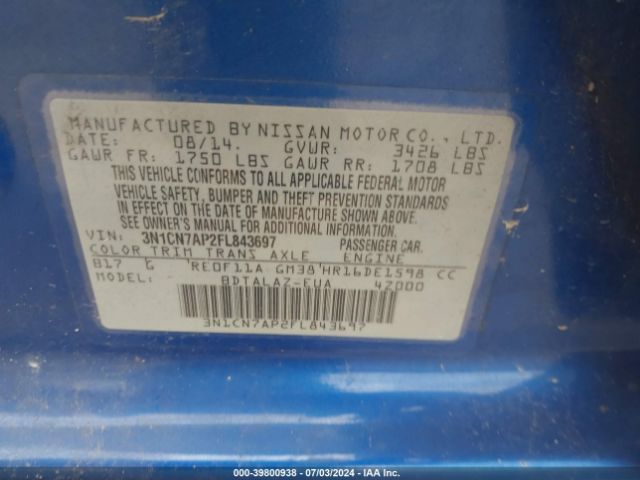 MANUFACTURED BY NISSAN MOTOR CO., LTD.
DATE: 08/14. GVWR: 3426 LBS
GAWR FR: 1750 LBS GAWR RR: 1708 LBS
THIS VEHICLE CONFORMS TO ALL APPLICABLE FEDERAL MOTOR
VEHICLE SAFETY, BUMPER AND THEFT PREVENTION STANDARDS
IN EFFECT ON THE DATE OF MANUFACTURE SHOWN ABOVE.
SEE OWNER'S MANUAL FOR ADDITIONAL INFORMATION.
VIN: 3N1CN7AP2FL843697 PASSENGER CAR.
COLOR TRIM TRANS AXLE ENGINE
B17 G RE0F11A GM38 HR16DE1598 CC
MODEL: BDTALAZ-EUA 4Z000
3N1CN7AP2FL843697
000-39800938 - 07/03/2024 - IAA Inc.